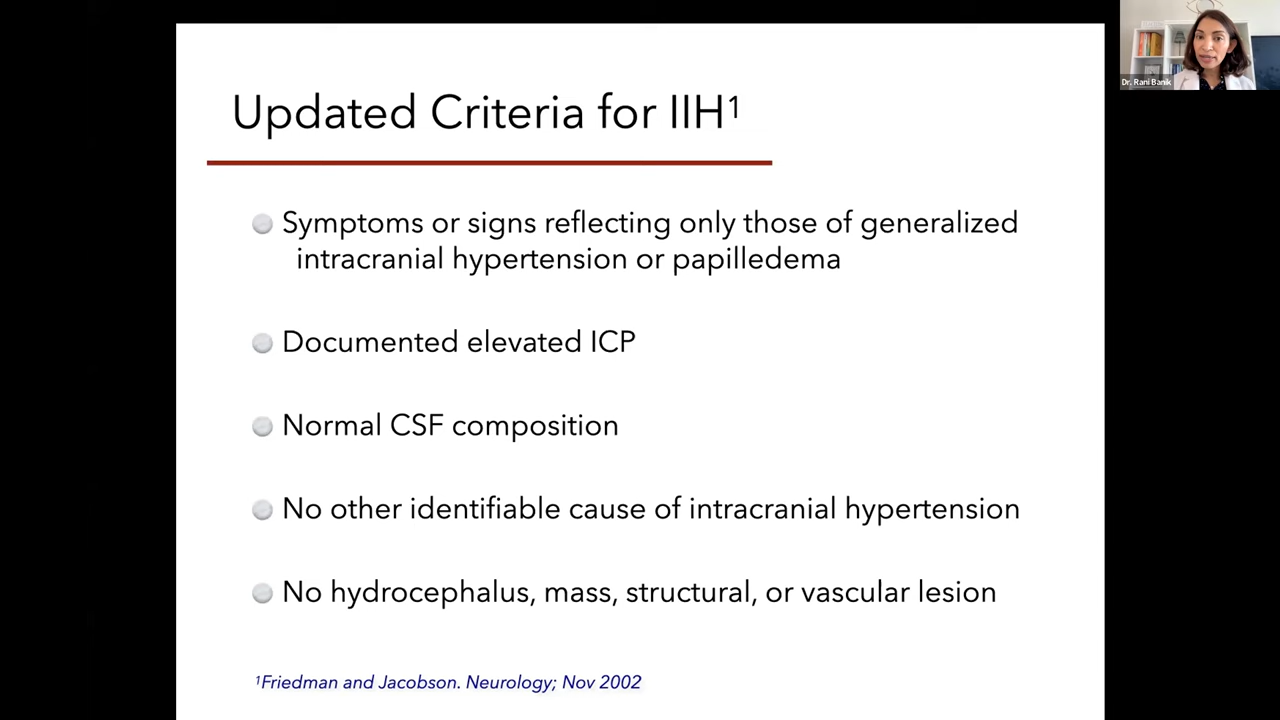 Updated Criteria for IIH¹
Symptoms or signs reflecting only those of generalized
intracranial hypertension or papilledema
Documented elevated ICP
Normal CSF composition
No other identifiable cause of intracranial hypertension
No hydrocephalus, mass, structural, or vascular lesion
¹Friedman and Jacobson. Neurology; Nov 2002
Dr. Rani Banik